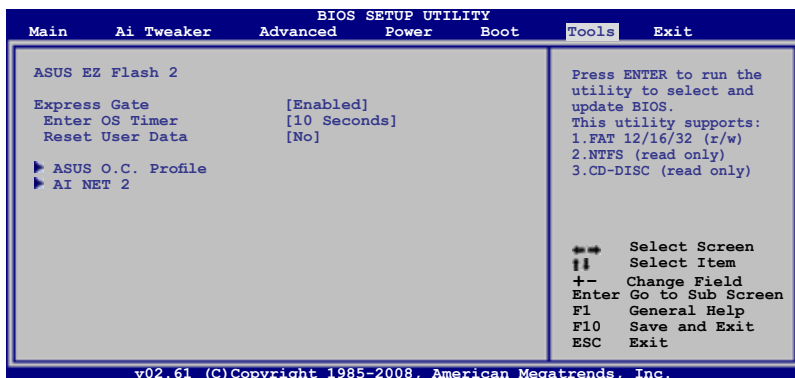 BIOS SETUP UTILITY
Main Ai Tweaker Advanced Power Boot Tools Exit
ASUS EZ Flash 2
Express Gate [Enabled]
Enter OS Timer [10 Seconds]
Reset User Data [No]
ASUS O.C. Profile
AI NET 2
Press ENTER to run the
utility to select and
update BIOS.
This utility supports:
1.FAT 12/16/32 (r/w)
2.NTFS (read only)
3.CD-DISC (read only)
Select Screen
Select Item
+- Change Field
Enter Go to Sub Screen
F1 General Help
F10 Save and Exit
ESC Exit
v02.61 (C)Copyright 1985-2008, American Megatrends, Inc.